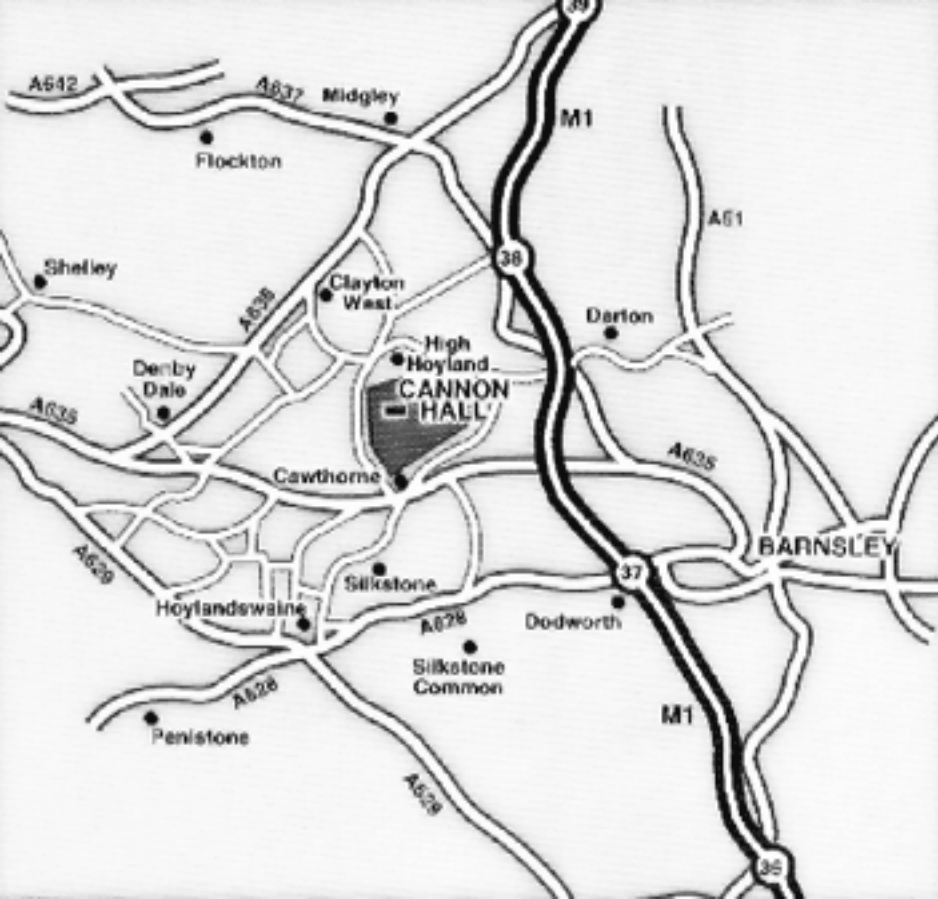 39
A642
A637
Midgley
M1
Flockton
A61
38
Shelley
Clayton
West
A636
Darton
High
Hoyland
Denby
Dale
CANNON
HALL
A635
A635
Cawthorne
BARNSLEY
A629
37
Silkstone
Hoylandswaine
Dodworth
A628
Silkstone
Common
A628
M1
Penistone
A629
36